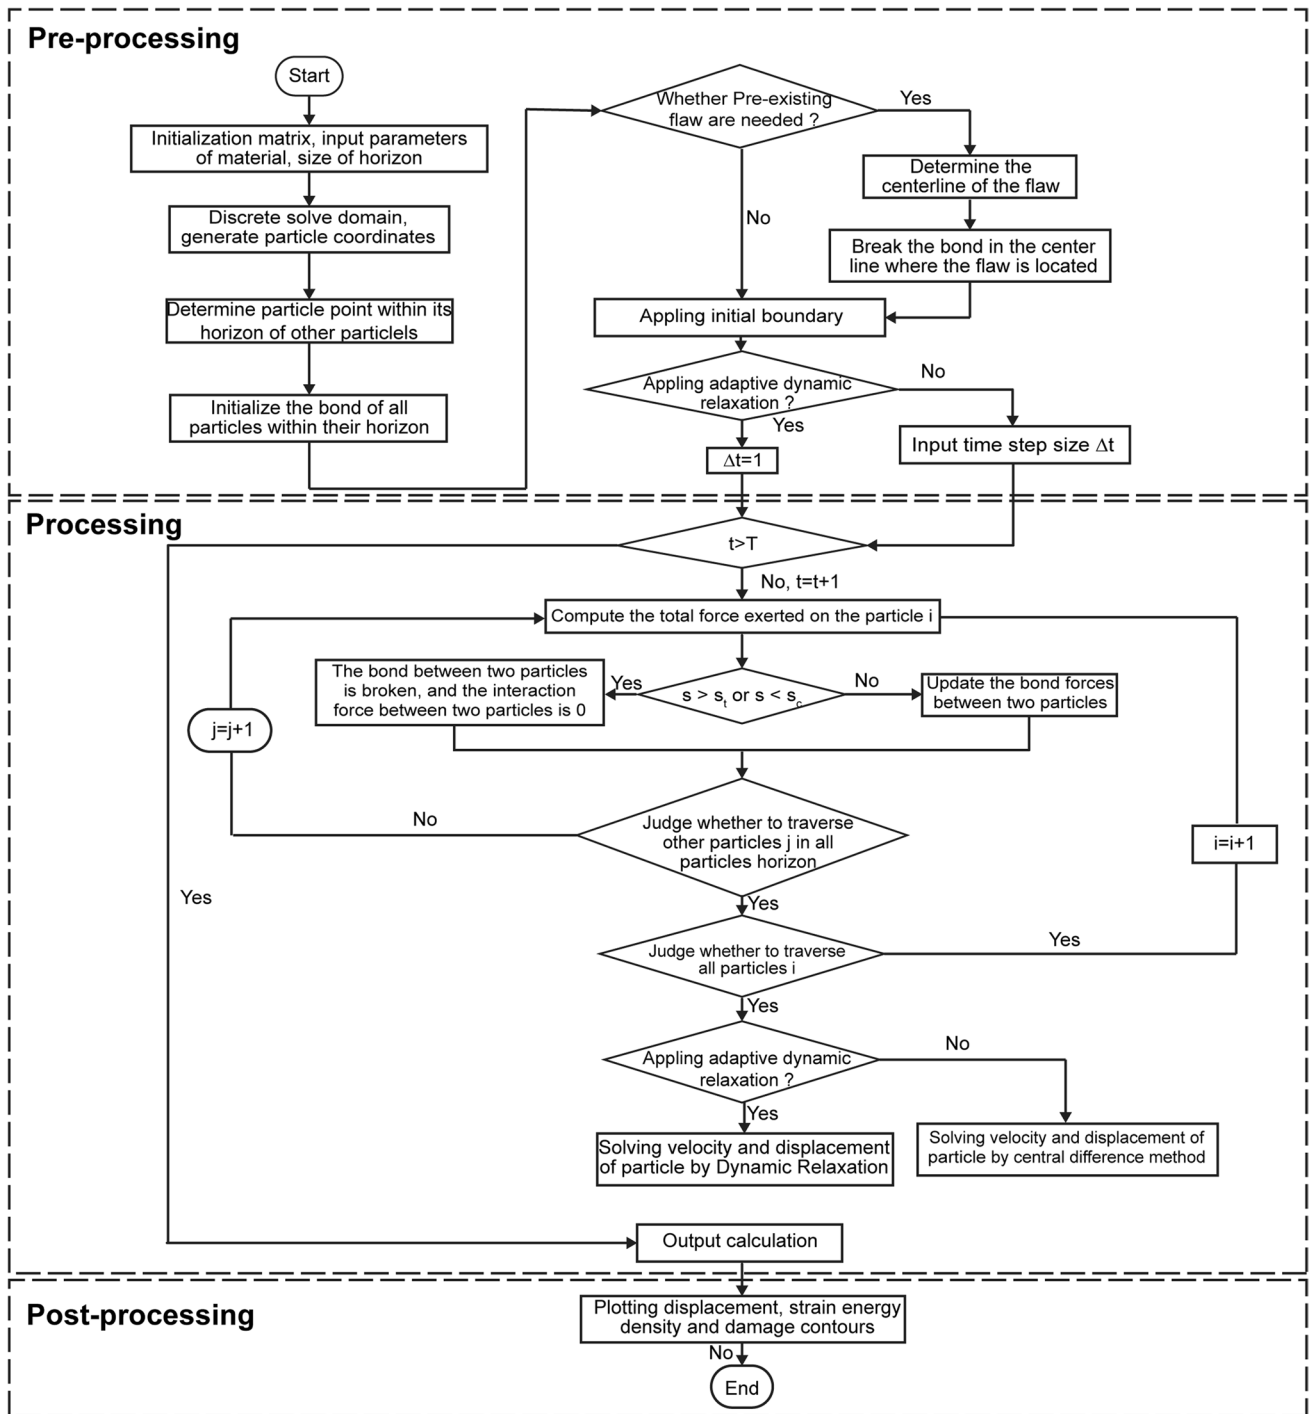 Pre-processing
Start
Initialization matrix, input parameters
of material, size of horizon
Discrete solve domain,
generate particle coordinates
Determine particle point within its
horizon of other particlels
Initialize the bond of all
particles within their horizon
Whether Pre-existing
flaw are needed ?
Yes
Determine the
centerline of the flaw
No
Break the bond in the center
line where the flaw is located
Appling initial boundary
Appling adaptive dynamic
relaxation ?
No
Yes
Input time step size Δt
Δt=1
Processing
t>T
No, t=t+1
Compute the total force exerted on the particle i
The bond between two particles
is broken, and the interaction
force between two particles is 0
Yes
s > st or s < sc
No
Update the bond forces
between two particles
j=j+1
No
Judge whether to traverse
other particles j in all
particles horizon
i=i+1
Yes
Yes
Judge whether to traverse
all particles i
Yes
Yes
Appling adaptive dynamic
relaxation ?
No
Yes
Solving velocity and displacement
of particle by Dynamic Relaxation
Solving velocity and displacement of
particle by central difference method
Output calculation
Post-processing
Plotting displacement, strain energy
density and damage contours
No
End